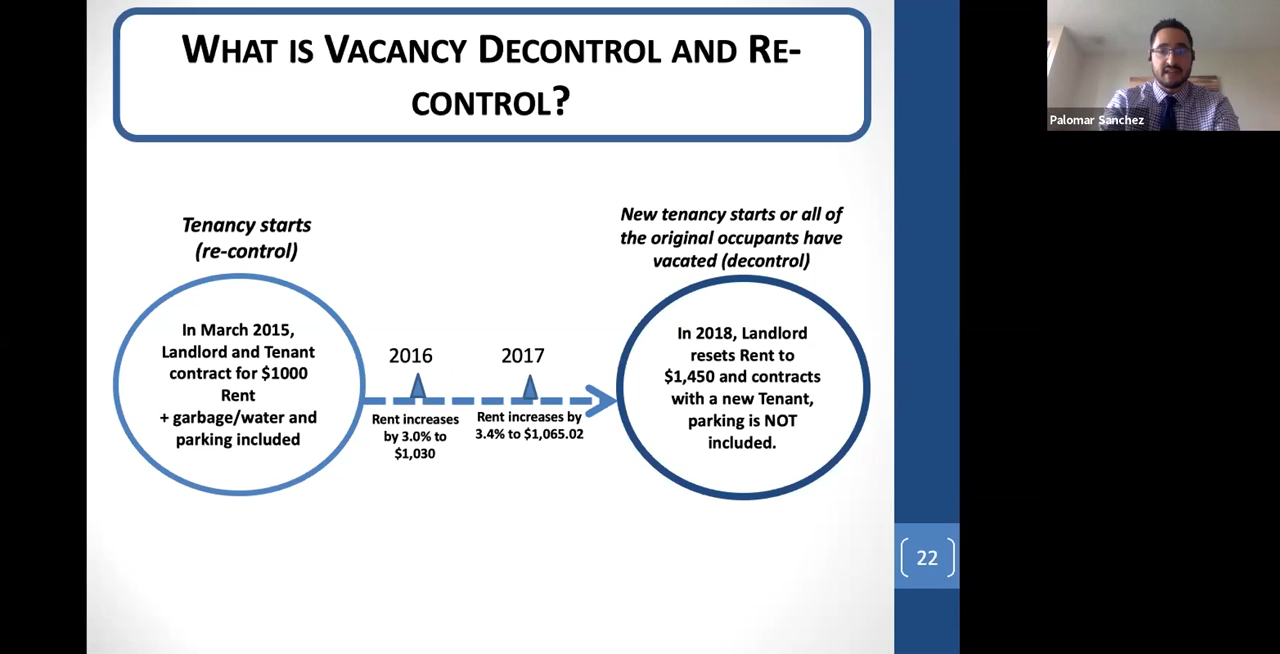 WHAT IS VACANCY DECONTROL AND RE-
CONTROL?
Palomar Sanchez
Tenancy starts
(re-control)
In March 2015,
Landlord and Tenant
contract for $1000
Rent
+ garbage/water and
parking included
2016
Rent increases
by 3.0% to
$1,030
2017
Rent increases by
3.4% to $1,065.02
New tenancy starts or all of
the original occupants have
vacated (decontrol)
In 2018, Landlord
resets Rent to
$1,450 and contracts
with a new Tenant,
parking is NOT
included.
22